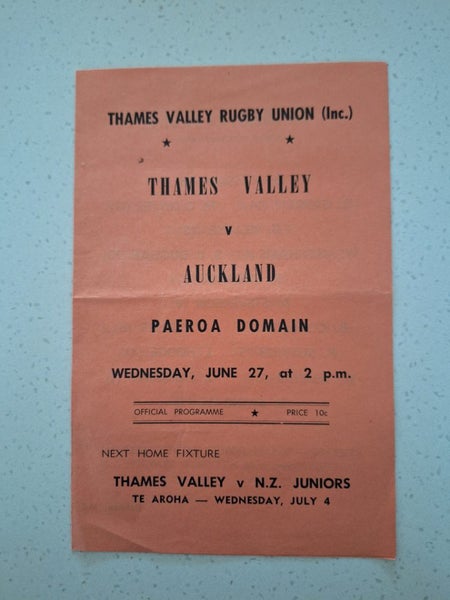 THAMES VALLEY RUGBY UNION (Inc.)
★ ★
THAMES VALLEY
v
AUCKLAND
PAEROA DOMAIN
WEDNESDAY, JUNE 27, at 2 p.m.
OFFICIAL PROGRAMME ★ PRICE 10c
NEXT HOME FIXTURE
THAMES VALLEY v N.Z. JUNIORS
TE AROHA — WEDNESDAY, JULY 4